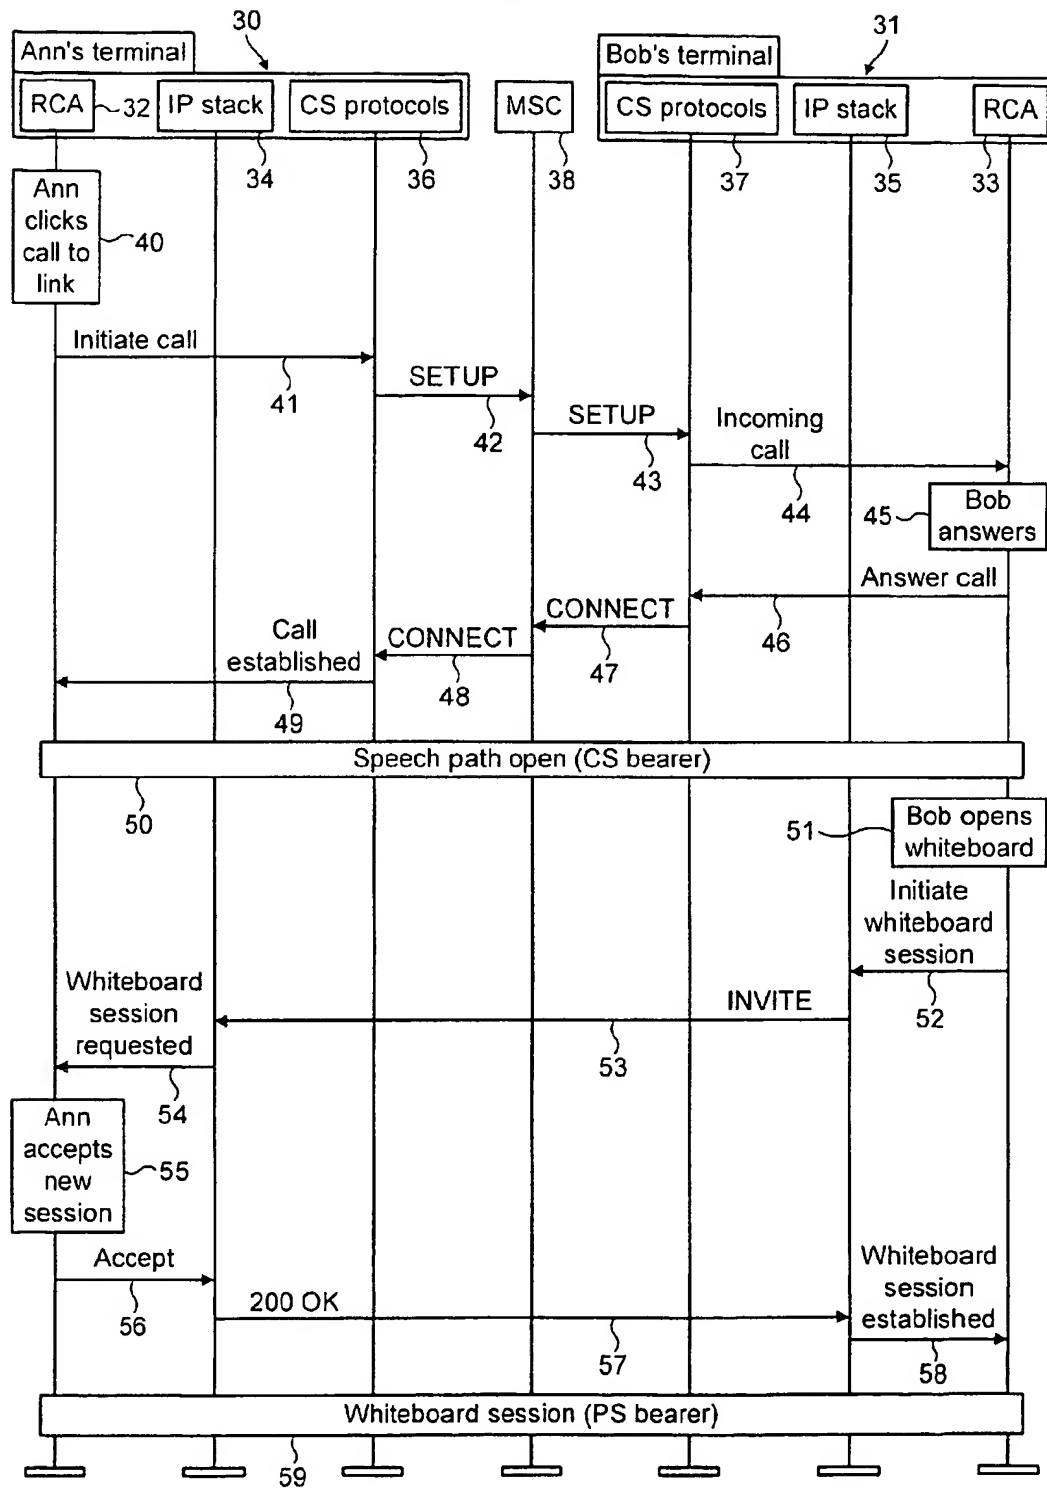 30
31
Ann's terminal
Bob's terminal
RCA
32
IP stack
CS protocols
MSC
CS protocols
IP stack
RCA
34
36
38
37
35
33
Ann
clicks
call to
link
40
Initiate call
41
SETUP
42
SETUP
43
Incoming
call
44
45
Bob
answers
Answer call
46
CONNECT
47
CONNECT
48
Call
established
49
Speech path open (CS bearer)
50
51
Bob opens
whiteboard
Initiate
whiteboard
session
52
INVITE
53
Whiteboard
session
requested
54
Ann
accepts
new
session
55
Accept
56
200 OK
57
Whiteboard
session
established
58
Whiteboard session (PS bearer)
59